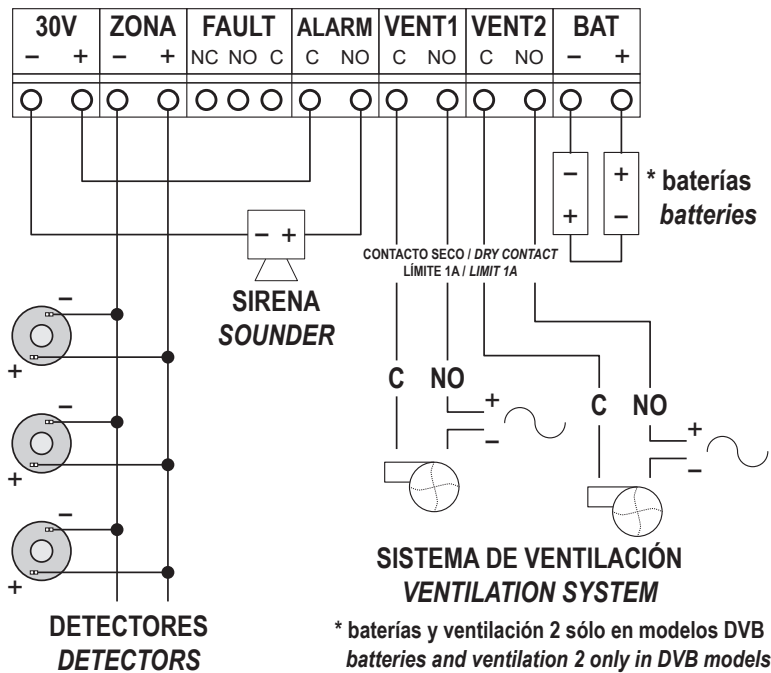 30V ZONA FAULT ALARM VENT1 VENT2 BAT
− + − + NC NO C C NO C NO C NO − +
− + * baterías
+ − batteries
− +
CONTACTO SECO / DRY CONTACT
LÍMITE 1A / LIMIT 1A
SIRENA
SOUNDER
−
+
C NO
+
−
C NO
+
−
−
+
−
+
SISTEMA DE VENTILACIÓN
VENTILATION SYSTEM
DETECTORES
DETECTORS
* baterías y ventilación 2 sólo en modelos DVB
batteries and ventilation 2 only in DVB models